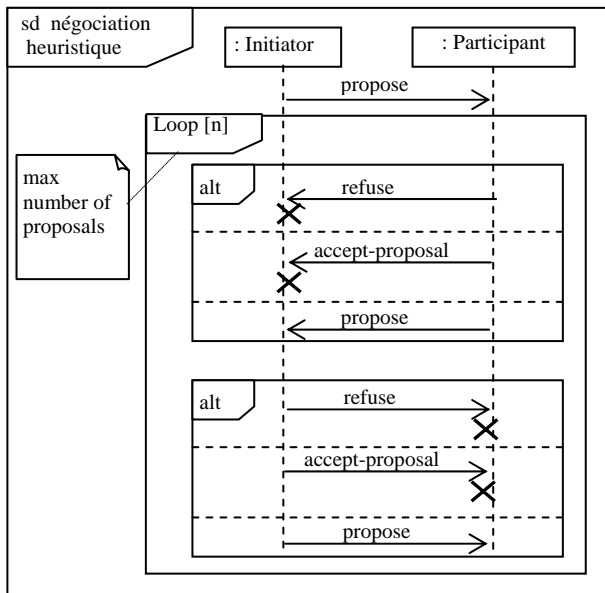 sd négociation
heuristique
: Initiator
: Participant
propose
Loop [n]
max
number of
proposals
alt
refuse
accept-proposal
propose
alt
refuse
accept-proposal
propose